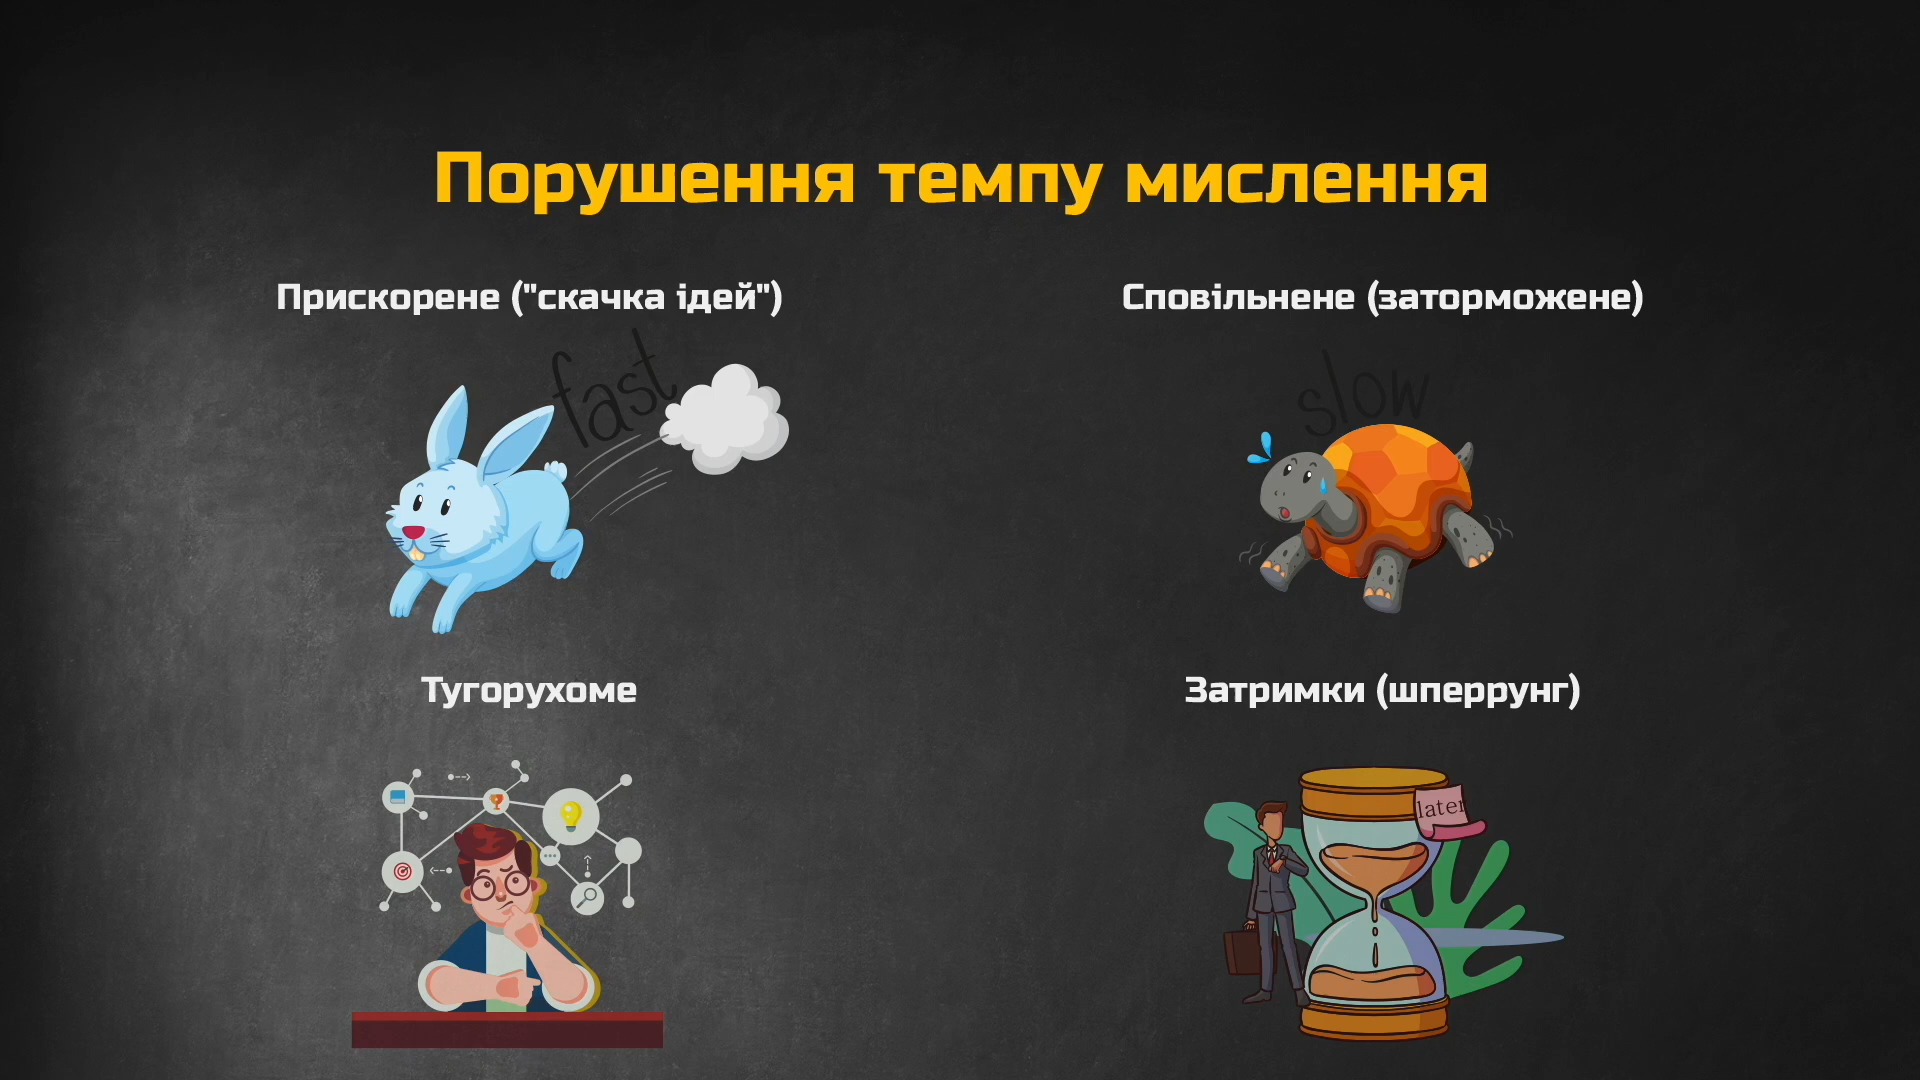 Порушення темпу мислення
Прискорене ("скачка ідей")
Сповільнене (заторможене)
fast
slow
Тугорухоме
Затримки (шперрунг)
later